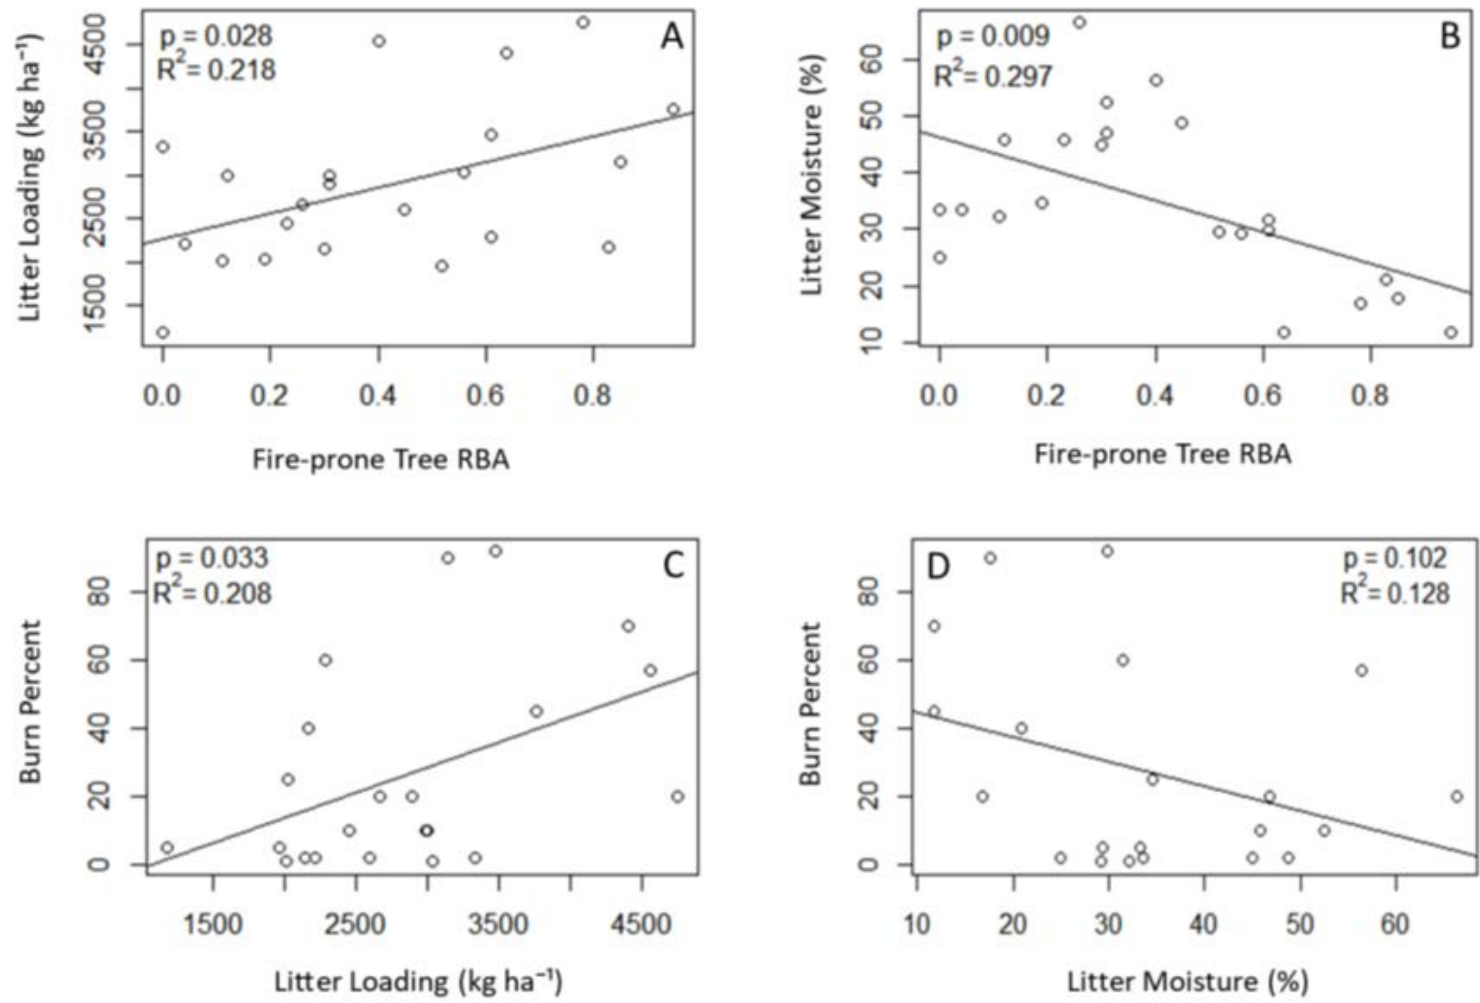 p = 0.028
R²= 0.218
A
Litter Loading (kg ha⁻¹)
4500
3500
2500
1500
0.0 0.2 0.4 0.6 0.8
Fire-prone Tree RBA
p = 0.009
R²= 0.297
B
Litter Moisture (%)
60
50
40
30
20
10
0.0 0.2 0.4 0.6 0.8
Fire-prone Tree RBA
p = 0.033
R²= 0.208
C
Burn Percent
80
60
40
20
0
1500 2500 3500 4500
Litter Loading (kg ha⁻¹)
D
p = 0.102
R²= 0.128
Burn Percent
80
60
40
20
0
10 20 30 40 50 60
Litter Moisture (%)